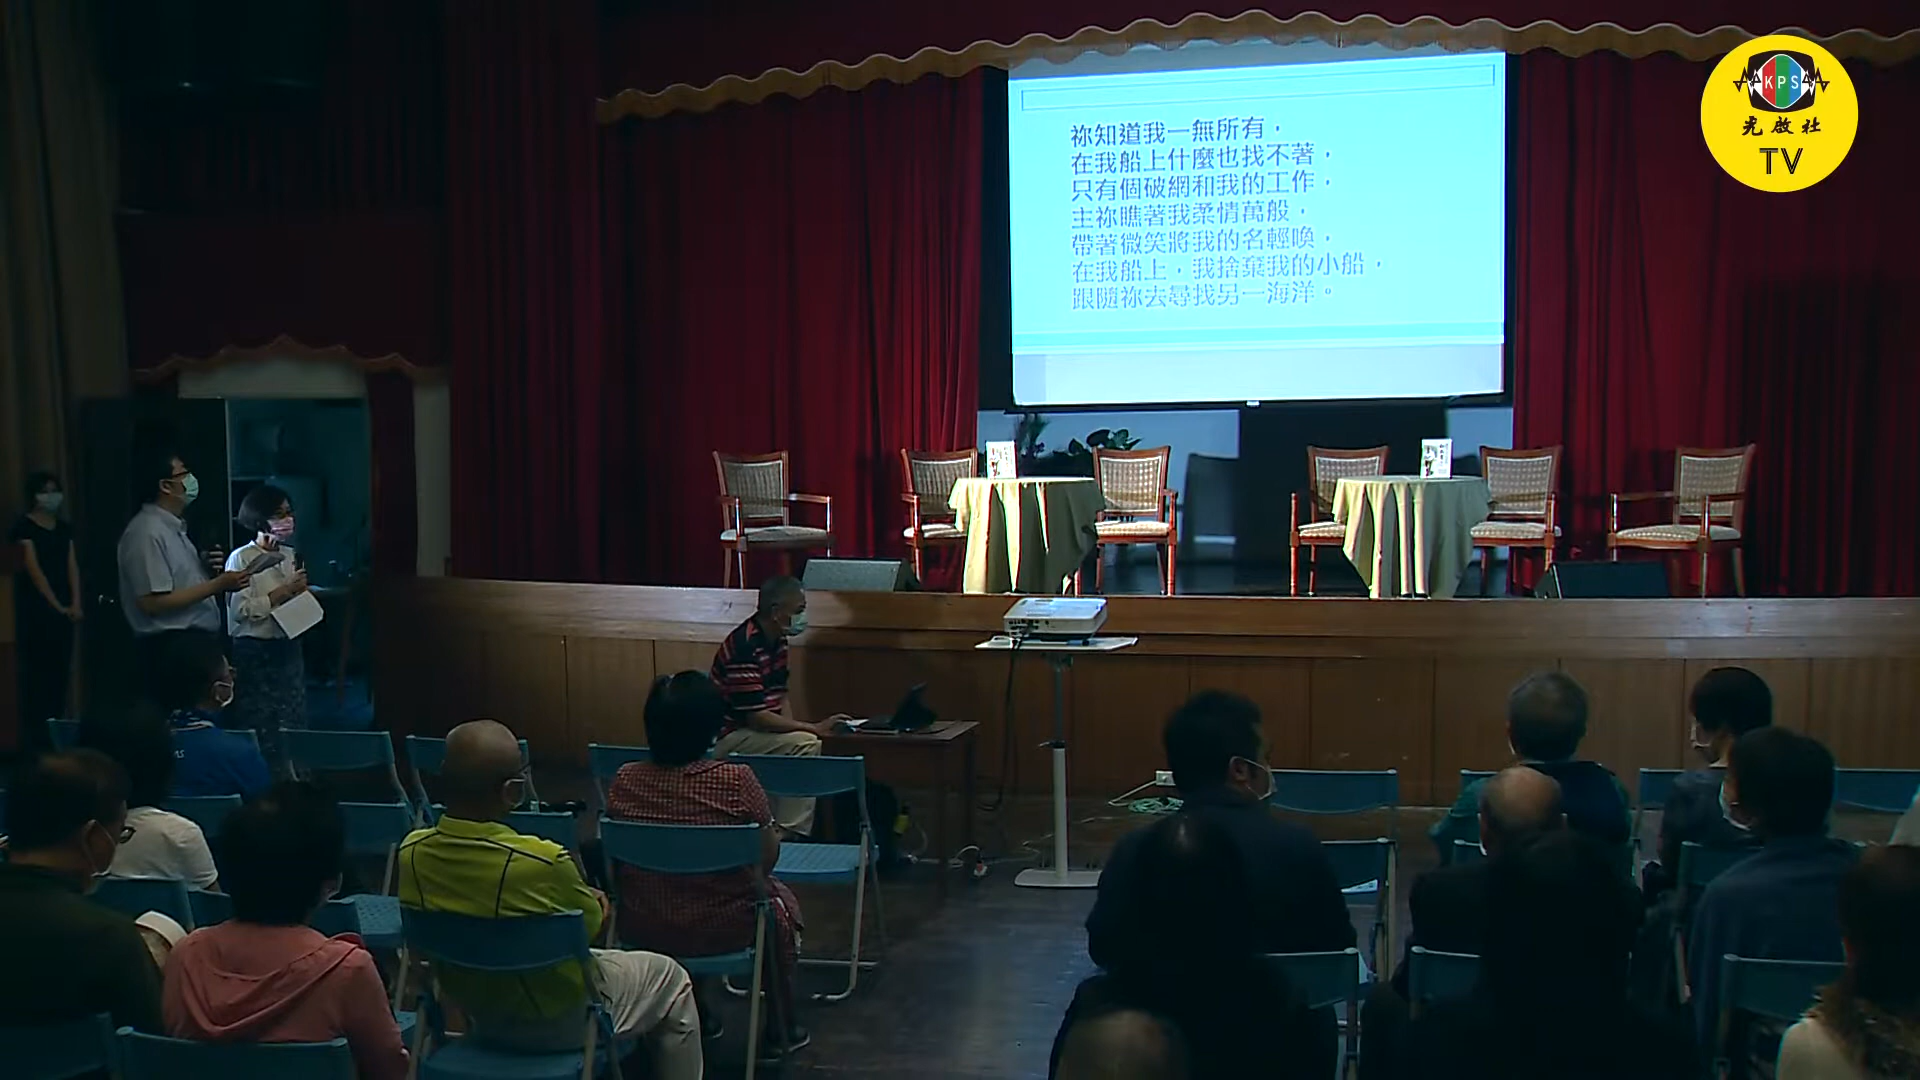 祢知道我一無所有，
在我船上什麼也找不著，
只有個破網和我的工作，
主祢瞧著我柔情萬般，
帶著微笑將我的名輕喚，
在我船上，我捨棄我的小船，
跟隨祢去尋找另一海洋。
KPS
光啟社
TV